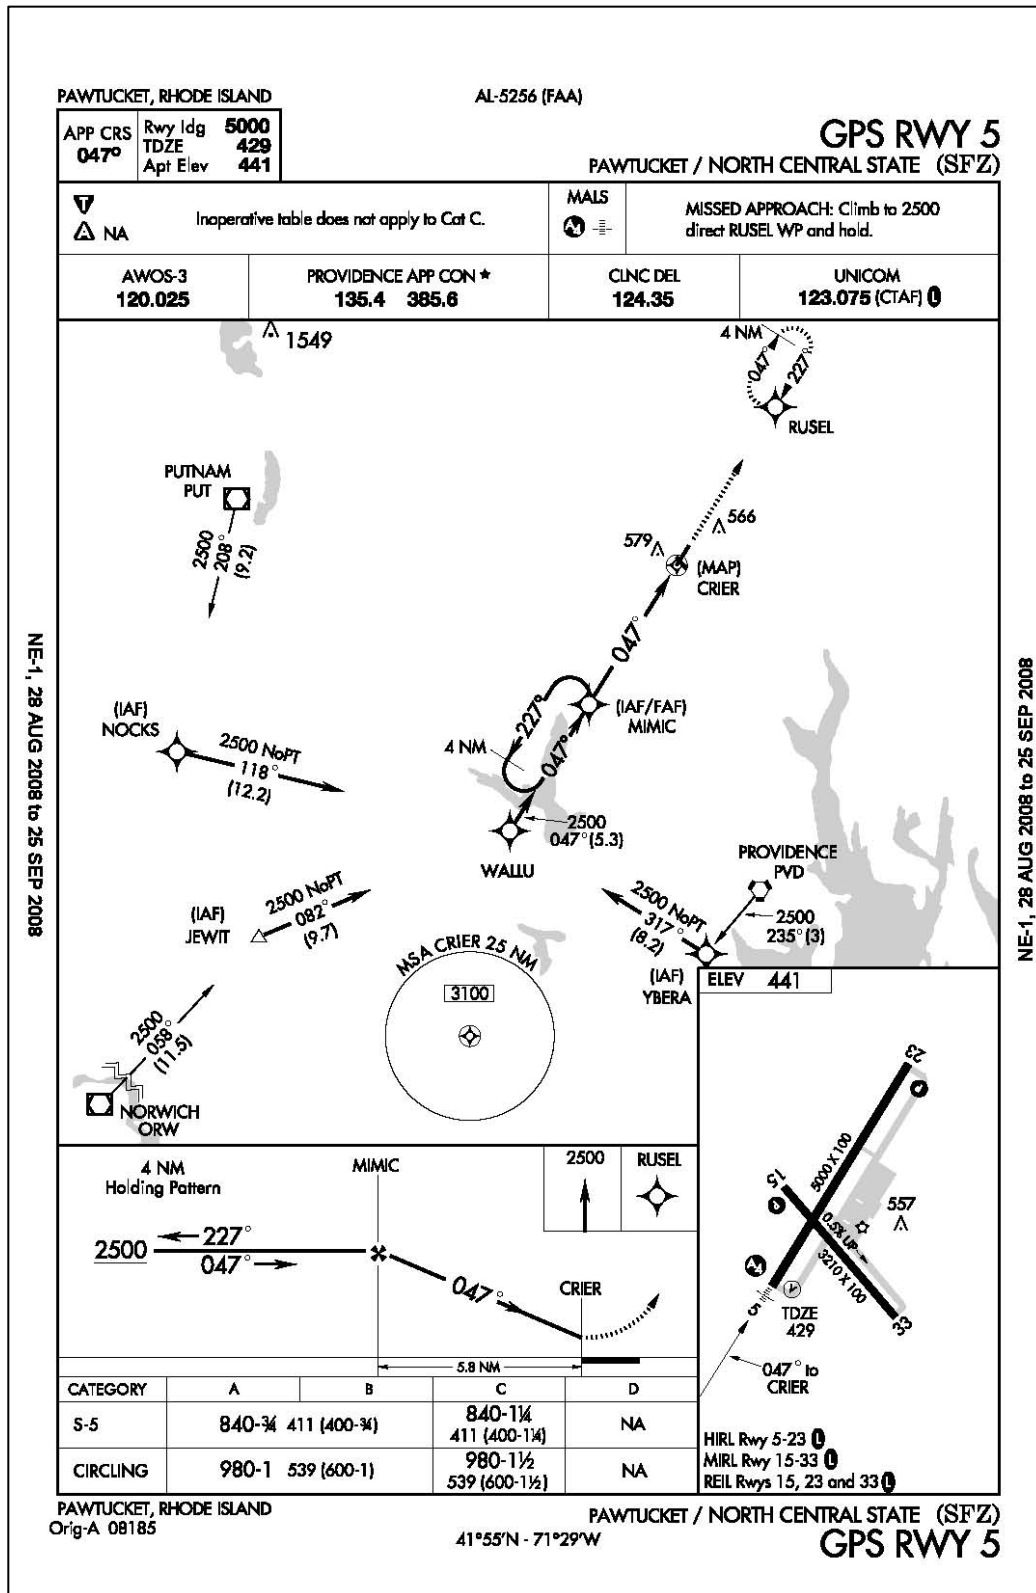 PAWTUCKET, RHODE ISLAND
AL-5256 (FAA)
APP CRS
047°
Rwy ldg 5000
TDZE 429
Apt Elev 441
GPS RWY 5
PAWTUCKET / NORTH CENTRAL STATE (SFZ)
T
A NA
Inoperative table does not apply to Cat C.
MALS
A4
MISSED APPROACH: Climb to 2500
direct RUSEL WP and hold.
AWOS-3
120.025
PROVIDENCE APP CON ★
135.4 385.6
CLNC DEL
124.35
UNICOM
123.075 (CTAF) L
1549
4 NM
047°
227°
RUSEL
PUTNAM
PUT
2500
208°
(9.2)
566
579
(MAP)
CRIER
047°
(IAF)
NOCKS
2500 NoPT
118°
(12.2)
227°
(IAF/FAF)
MIMIC
4 NM
047°
2500
047°(5.3)
WALLU
PROVIDENCE
PVD
2500
235°(3)
2500 NoPT
317°
(8.2)
(IAF)
YBERA
(IAF)
JEWIT
2500 NoPT
082°
(9.7)
MSA CRIER 25 NM
3100
2500
058°
(11.5)
NORWICH
ORW
NE-1, 28 AUG 2008 to 25 SEP 2008
NE-1, 28 AUG 2008 to 25 SEP 2008
ELEV 441
23
5000 X 100
15
557
0.5% UP
3210 X 100
A4
V
5
TDZE
429
33
047° to
CRIER
HIRL Rwy 5-23 L
MIRL Rwy 15-33 L
REIL Rwys 15, 23 and 33 L
4 NM
Holding Pattern
MIMIC
2500
RUSEL
2500
227°
047°
047°
CRIER
5.8 NM
CATEGORY A B C D
S-5 840-¾ 411 (400-¾) 840-1¼ NA
411 (400-1¼)
CIRCLING 980-1 539 (600-1) 980-1½ NA
539 (600-1½)
PAWTUCKET, RHODE ISLAND
Orig-A 08185
41°55'N - 71°29'W
PAWTUCKET / NORTH CENTRAL STATE (SFZ)
GPS RWY 5